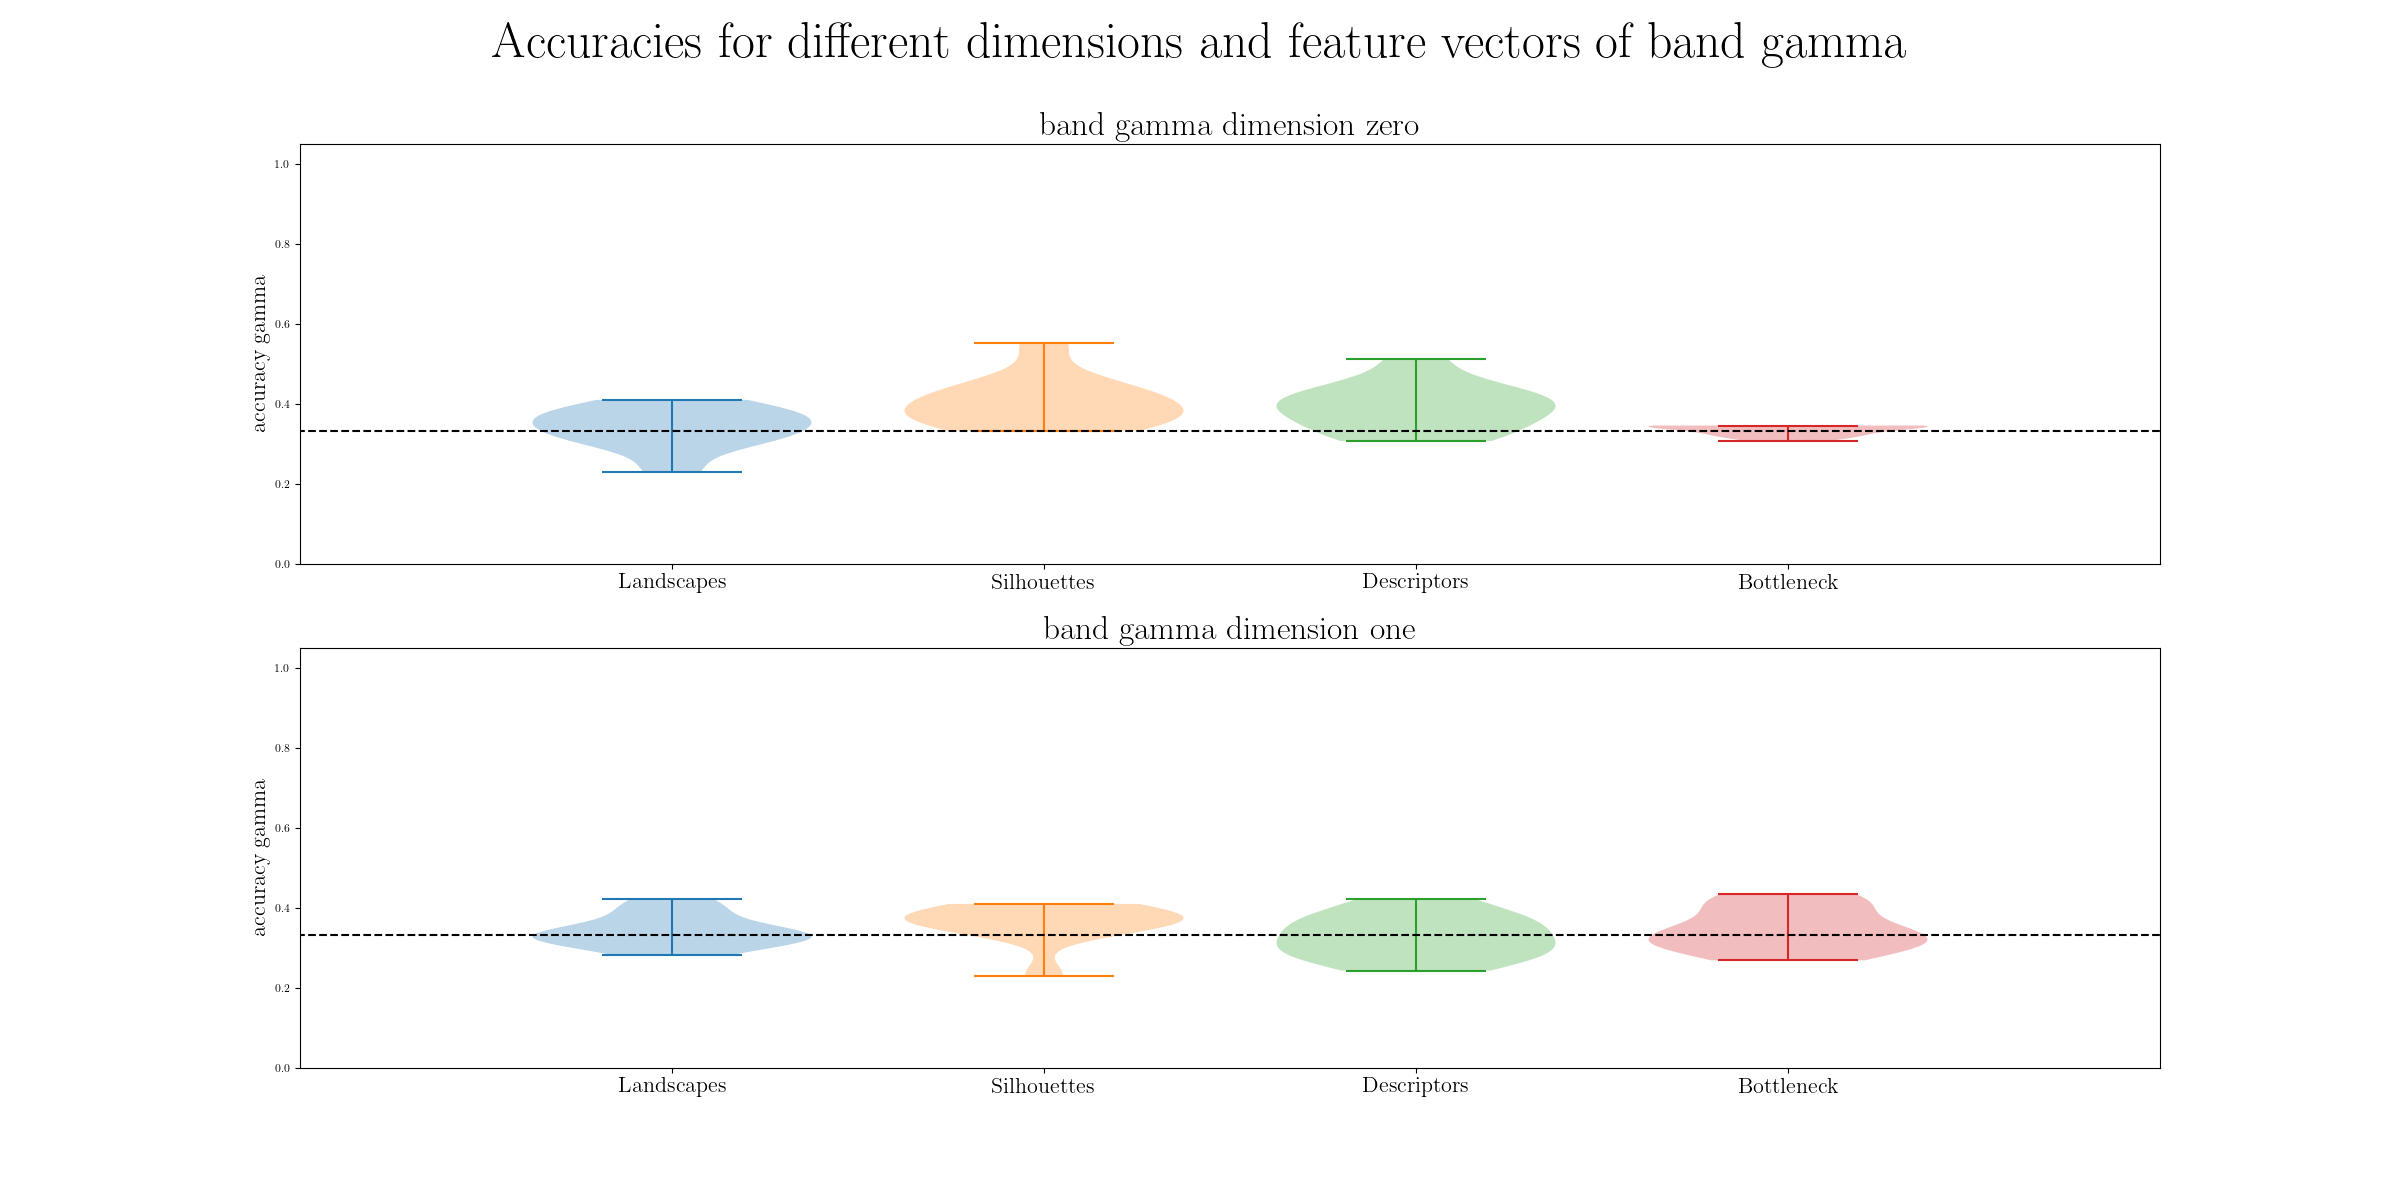 Accuracies for different dimensions and feature vectors of band gamma
band gamma dimension zero
accuracy gamma
1.0
0.8
0.6
0.4
0.2
0.0
Landscapes Silhouettes Descriptors Bottleneck
band gamma dimension one
accuracy gamma
1.0
0.8
0.6
0.4
0.2
0.0
Landscapes Silhouettes Descriptors Bottleneck